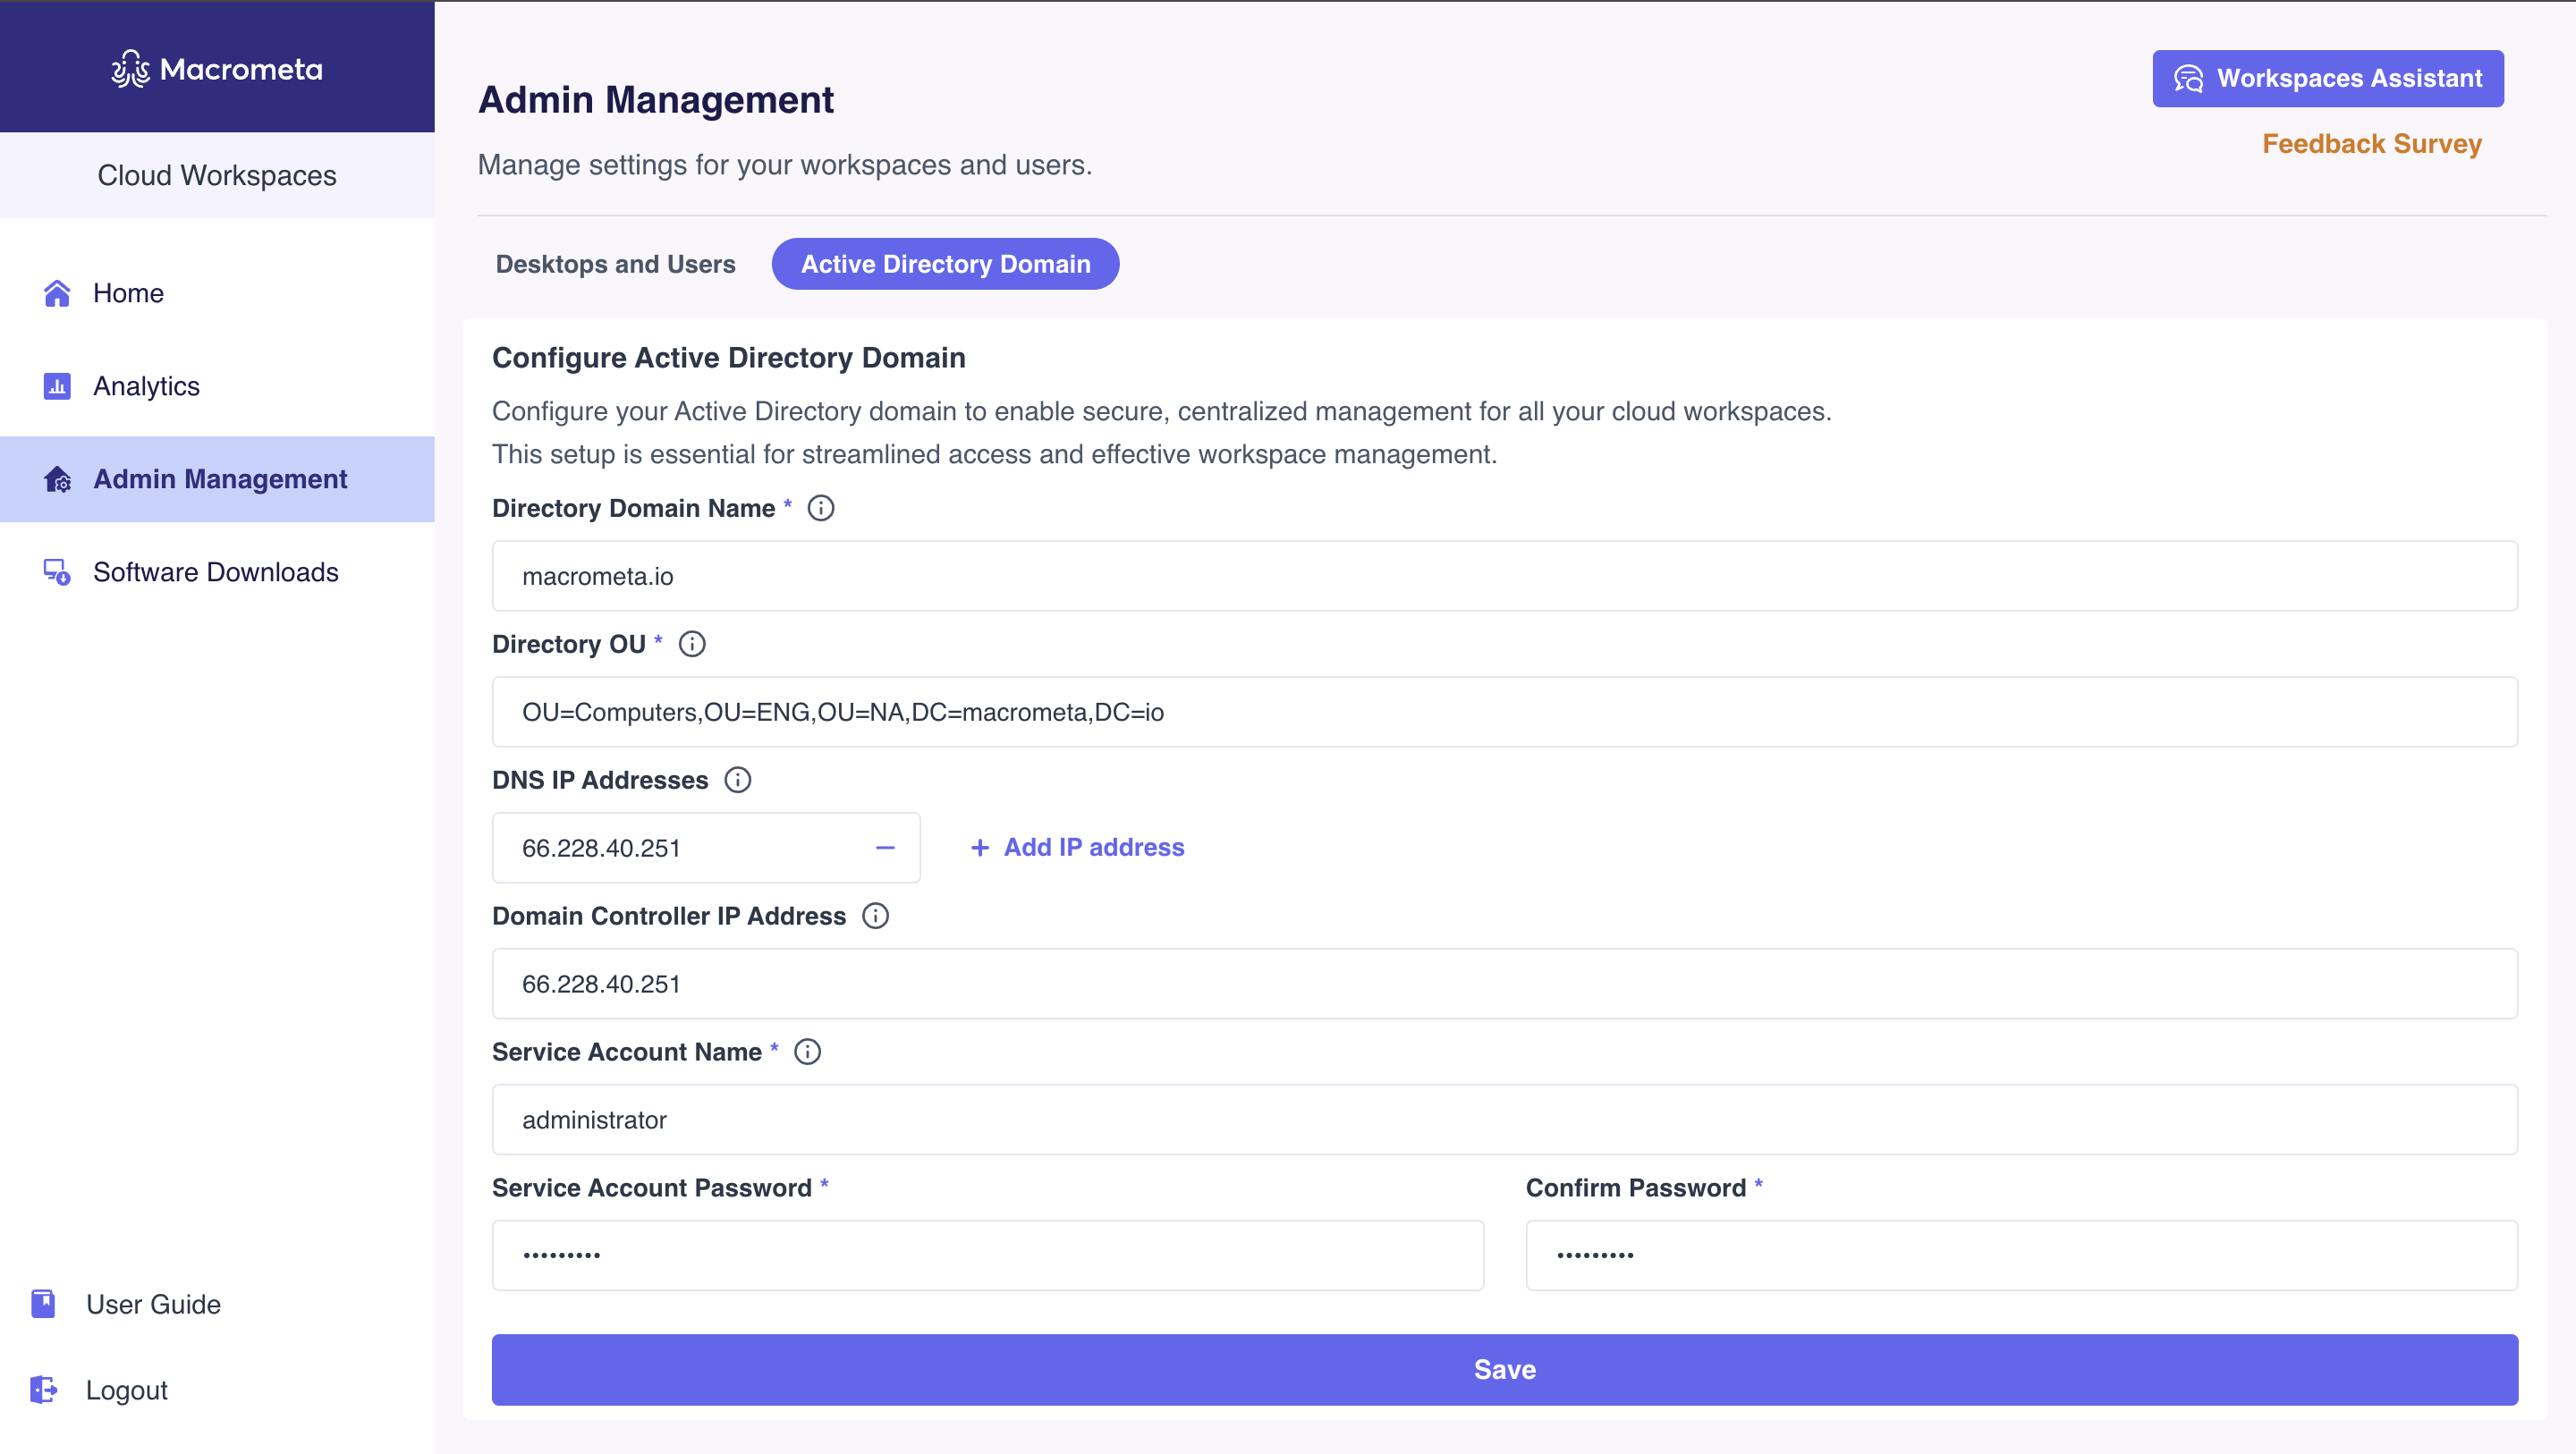 Macrometa
Cloud Workspaces
Home
Analytics
Admin Management
Software Downloads
User Guide
Logout
Admin Management
Manage settings for your workspaces and users.
Workspaces Assistant
Feedback Survey
Desktops and Users
Active Directory Domain
Configure Active Directory Domain
Configure your Active Directory domain to enable secure, centralized management for all your cloud workspaces.
This setup is essential for streamlined access and effective workspace management.
Directory Domain Name *
macrometa.io
Directory OU *
OU=Computers,OU=ENG,OU=NA,DC=macrometa,DC=io
DNS IP Addresses
66.228.40.251
+ Add IP address
Domain Controller IP Address
66.228.40.251
Service Account Name *
administrator
Service Account Password *
•••••••••
Confirm Password *
•••••••••
Save